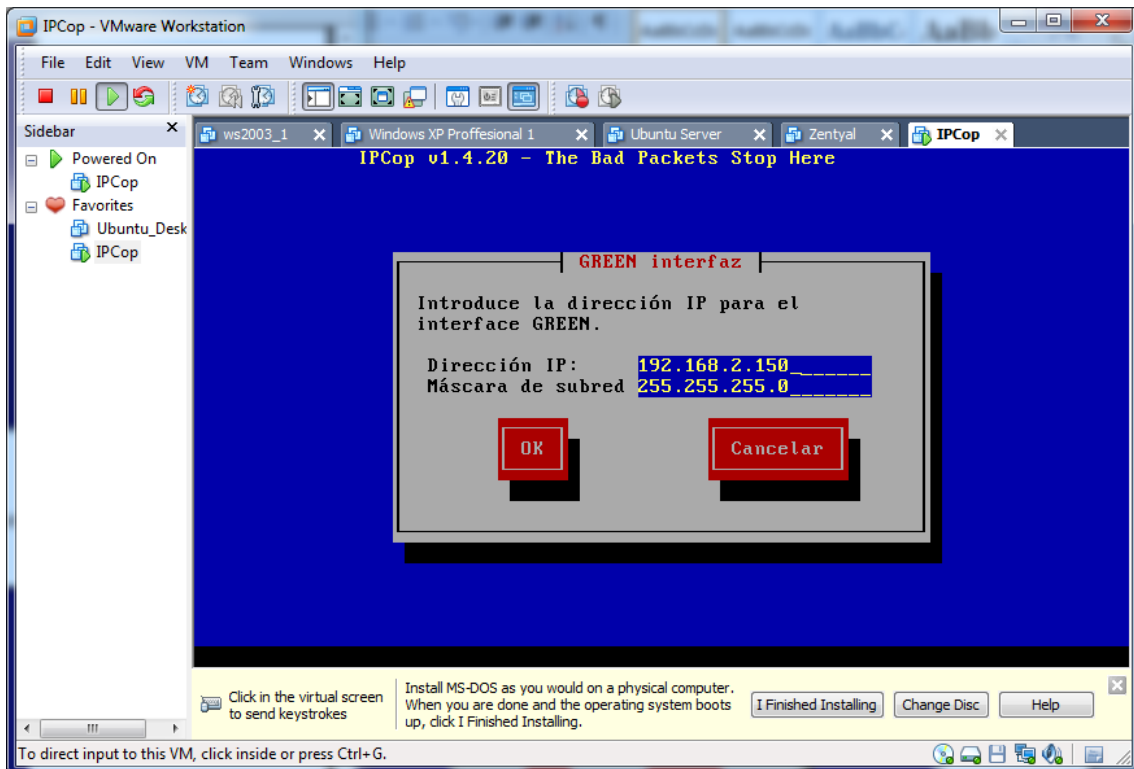 IPCop - VMware Workstation
File Edit View VM Team Windows Help
Sidebar
ws2003_1
Windows XP Proffesional 1
Ubuntu Server
Zentyal
IPCop
Powered On
IPCop
Favorites
Ubuntu_Desk
IPCop
IPCop v1.4.20 - The Bad Packets Stop Here
GREEN interfaz
Introduce la dirección IP para el
interface GREEN.
Dirección IP: 192.168.2.150
Máscara de subred 255.255.255.0
OK
Cancelar
Click in the virtual screen
to send keystrokes
Install MS-DOS as you would on a physical computer.
When you are done and the operating system boots
up, click I Finished Installing.
I Finished Installing
Change Disc
Help
To direct input to this VM, click inside or press Ctrl+G.